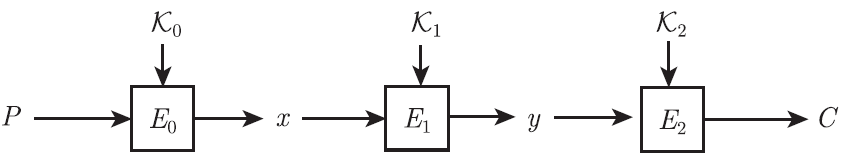 𝒦₀ 𝒦₁ 𝒦₂
P E₀ x E₁ y E₂ C